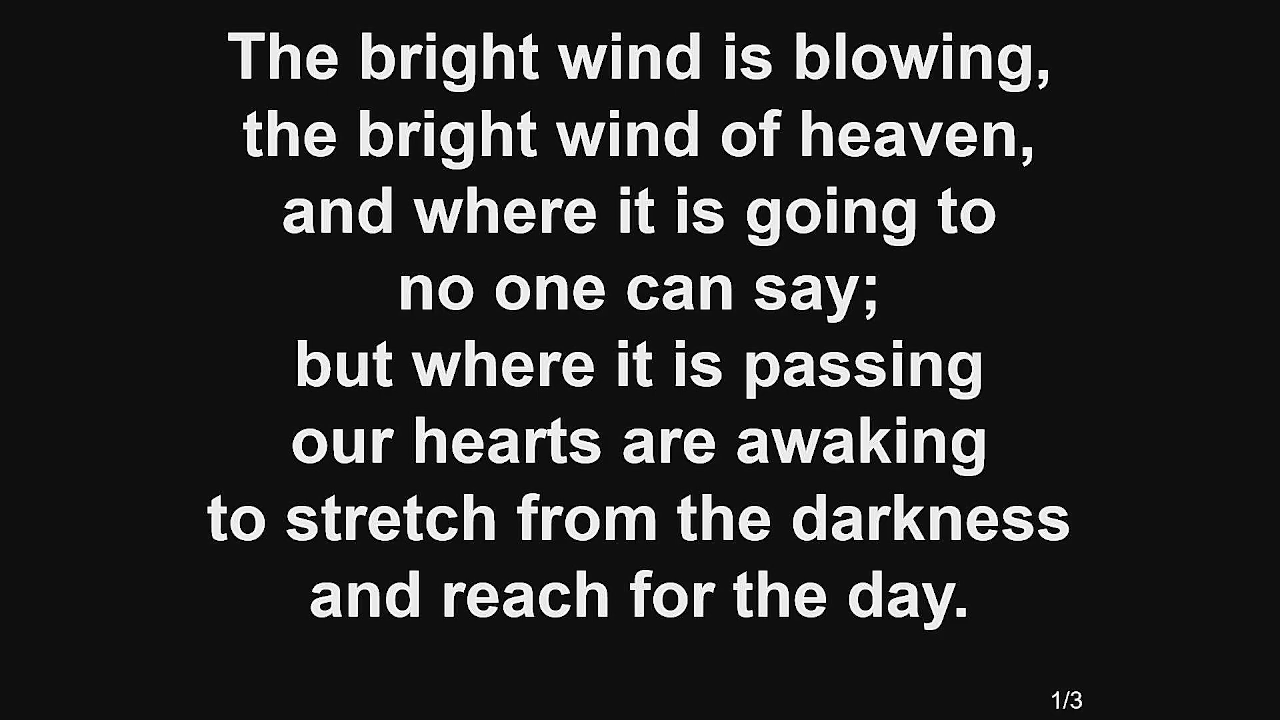 The bright wind is blowing,
the bright wind of heaven,
and where it is going to
no one can say;
but where it is passing
our hearts are awaking
to stretch from the darkness
and reach for the day.
1/3